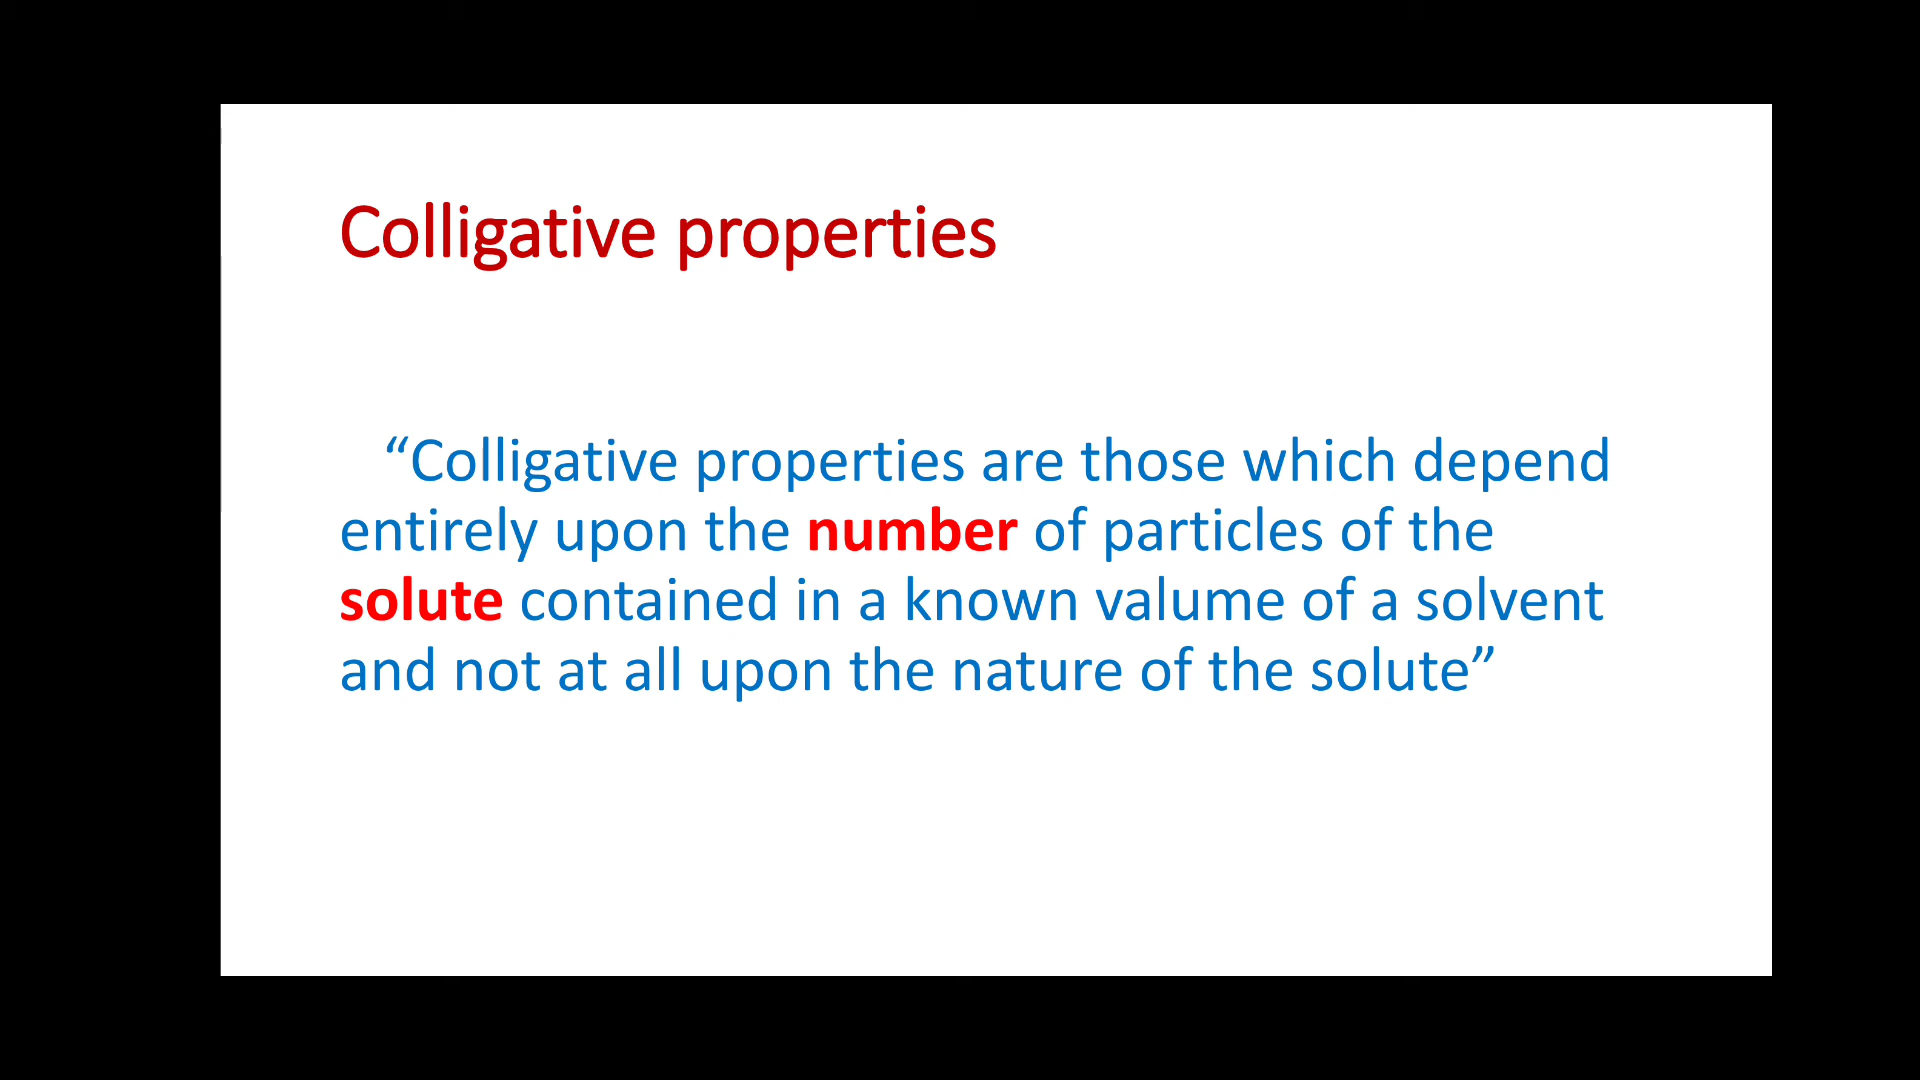 Colligative properties
“Colligative properties are those which depend
entirely upon the number of particles of the
solute contained in a known valume of a solvent
and not at all upon the nature of the solute”